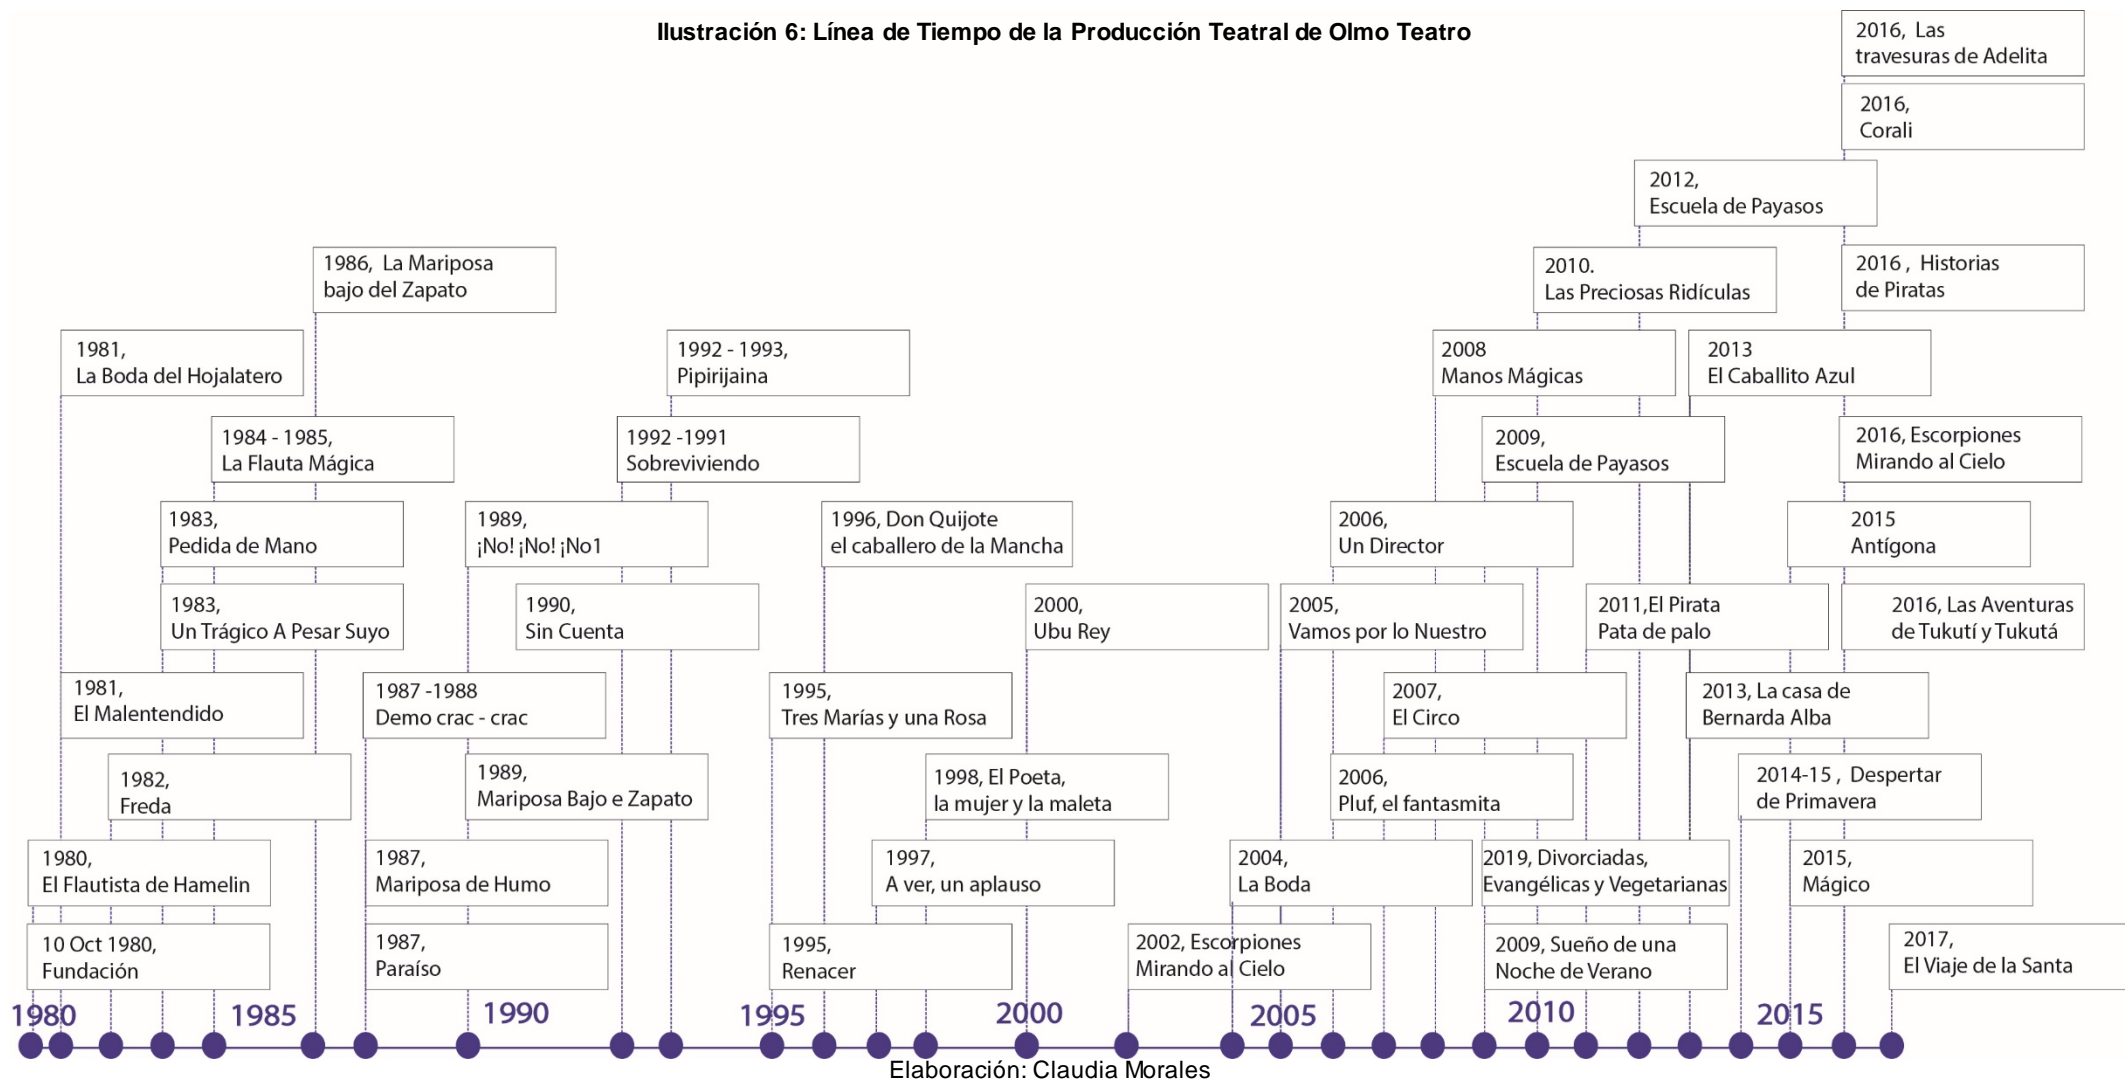 Ilustración 6: Línea de Tiempo de la Producción Teatral de Olmo Teatro
2016, Las
travesuras de Adelita
2016,
Corali
2012,
Escuela de Payasos
1986, La Mariposa
bajo del Zapato
2010.
Las Preciosas Ridículas
2016 , Historias
de Piratas
1981,
La Boda del Hojalatero
1992 - 1993,
Pipirijaina
2008
Manos Mágicas
2013
El Caballito Azul
1984 - 1985,
La Flauta Mágica
1992 -1991
Sobreviviendo
2009,
Escuela de Payasos
2016, Escorpiones
Mirando al Cielo
1983,
Pedida de Mano
1989,
¡No! ¡No! ¡No1
1996, Don Quijote
el caballero de la Mancha
2006,
Un Director
2015
Antígona
1983,
Un Trágico A Pesar Suyo
1990,
Sin Cuenta
2000,
Ubu Rey
2005,
Vamos por lo Nuestro
2011,El Pirata
Pata de palo
2016, Las Aventuras
de Tukutí y Tukutá
1981,
El Malentendido
1987 -1988
Demo crac - crac
1995,
Tres Marías y una Rosa
2007,
El Circo
2013, La casa de
Bernarda Alba
1982,
Freda
1989,
Mariposa Bajo e Zapato
1998, El Poeta,
la mujer y la maleta
2006,
Pluf, el fantasmita
2014-15 , Despertar
de Primavera
1980,
El Flautista de Hamelin
1987,
Mariposa de Humo
1997,
A ver, un aplauso
2004,
La Boda
2019, Divorciadas,
Evangélicas y Vegetarianas
2015,
Mágico
10 Oct 1980,
Fundación
1987,
Paraíso
1995,
Renacer
2002, Escorpiones
Mirando al Cielo
2009, Sueño de una
Noche de Verano
2017,
El Viaje de la Santa
1980
1985
1990
1995
2000
2005
2010
2015
Elaboración: Claudia Morales